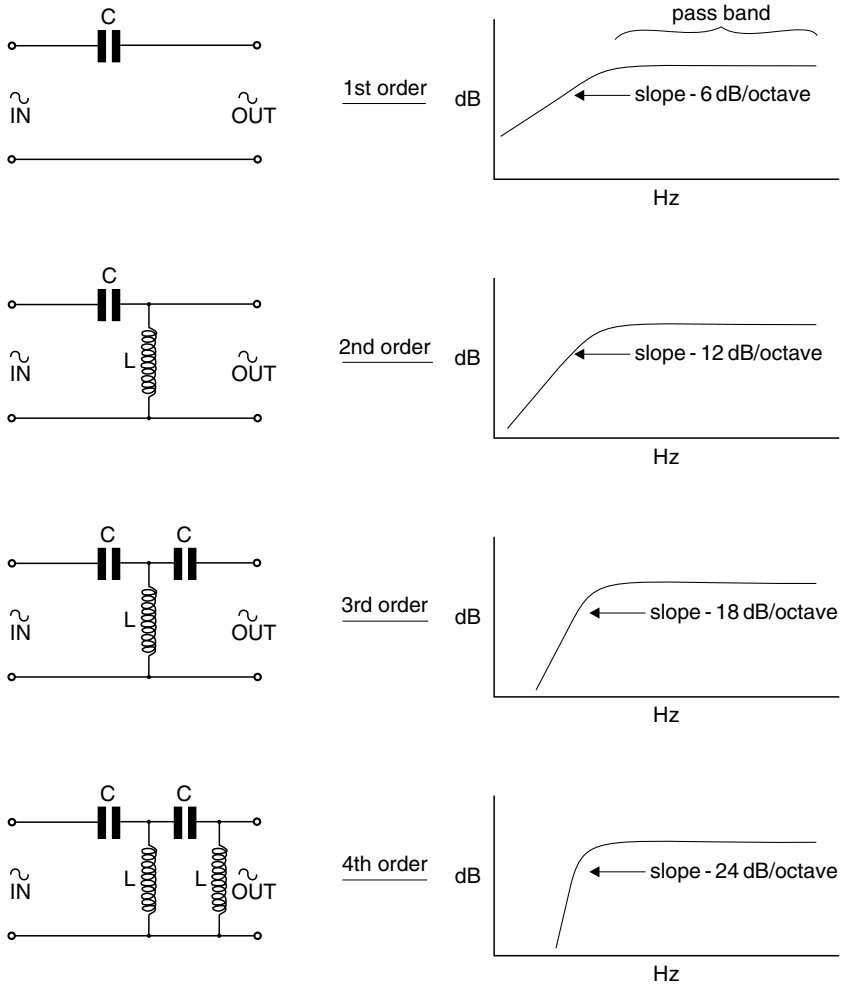 C
IN
OUT
1st order
pass band
dB
slope - 6 dB/octave
Hz
C
L
IN
OUT
2nd order
dB
slope - 12 dB/octave
Hz
C C
L
IN
OUT
3rd order
dB
slope - 18 dB/octave
Hz
C C
L L
IN
OUT
4th order
dB
slope - 24 dB/octave
Hz